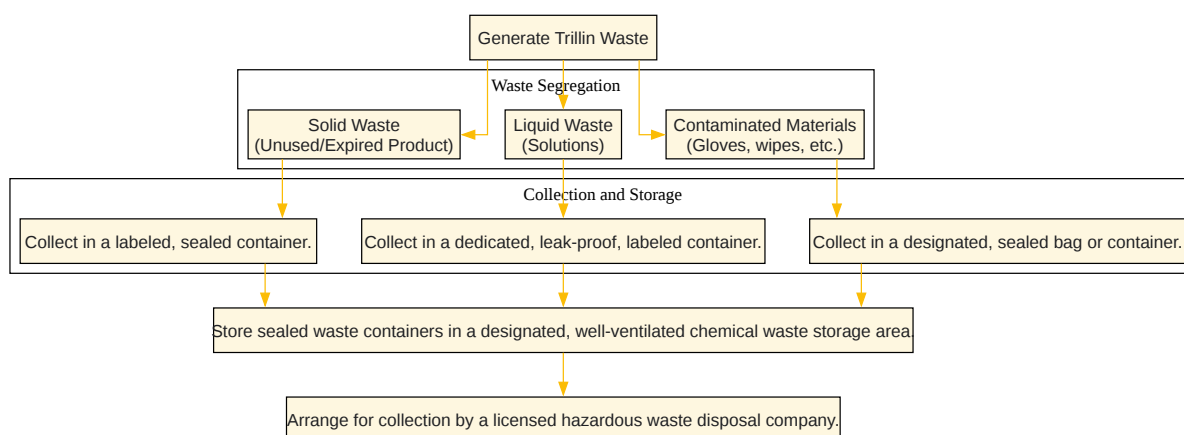 Generate Trillin Waste
Waste Segregation
Solid Waste
(Unused/Expired Product)
Liquid Waste
(Solutions)
Contaminated Materials
(Gloves, wipes, etc.)
Collection and Storage
Collect in a labeled, sealed container.
Collect in a dedicated, leak-proof, labeled container.
Collect in a designated, sealed bag or container.
Store sealed waste containers in a designated, well-ventilated chemical waste storage area.
Arrange for collection by a licensed hazardous waste disposal company.